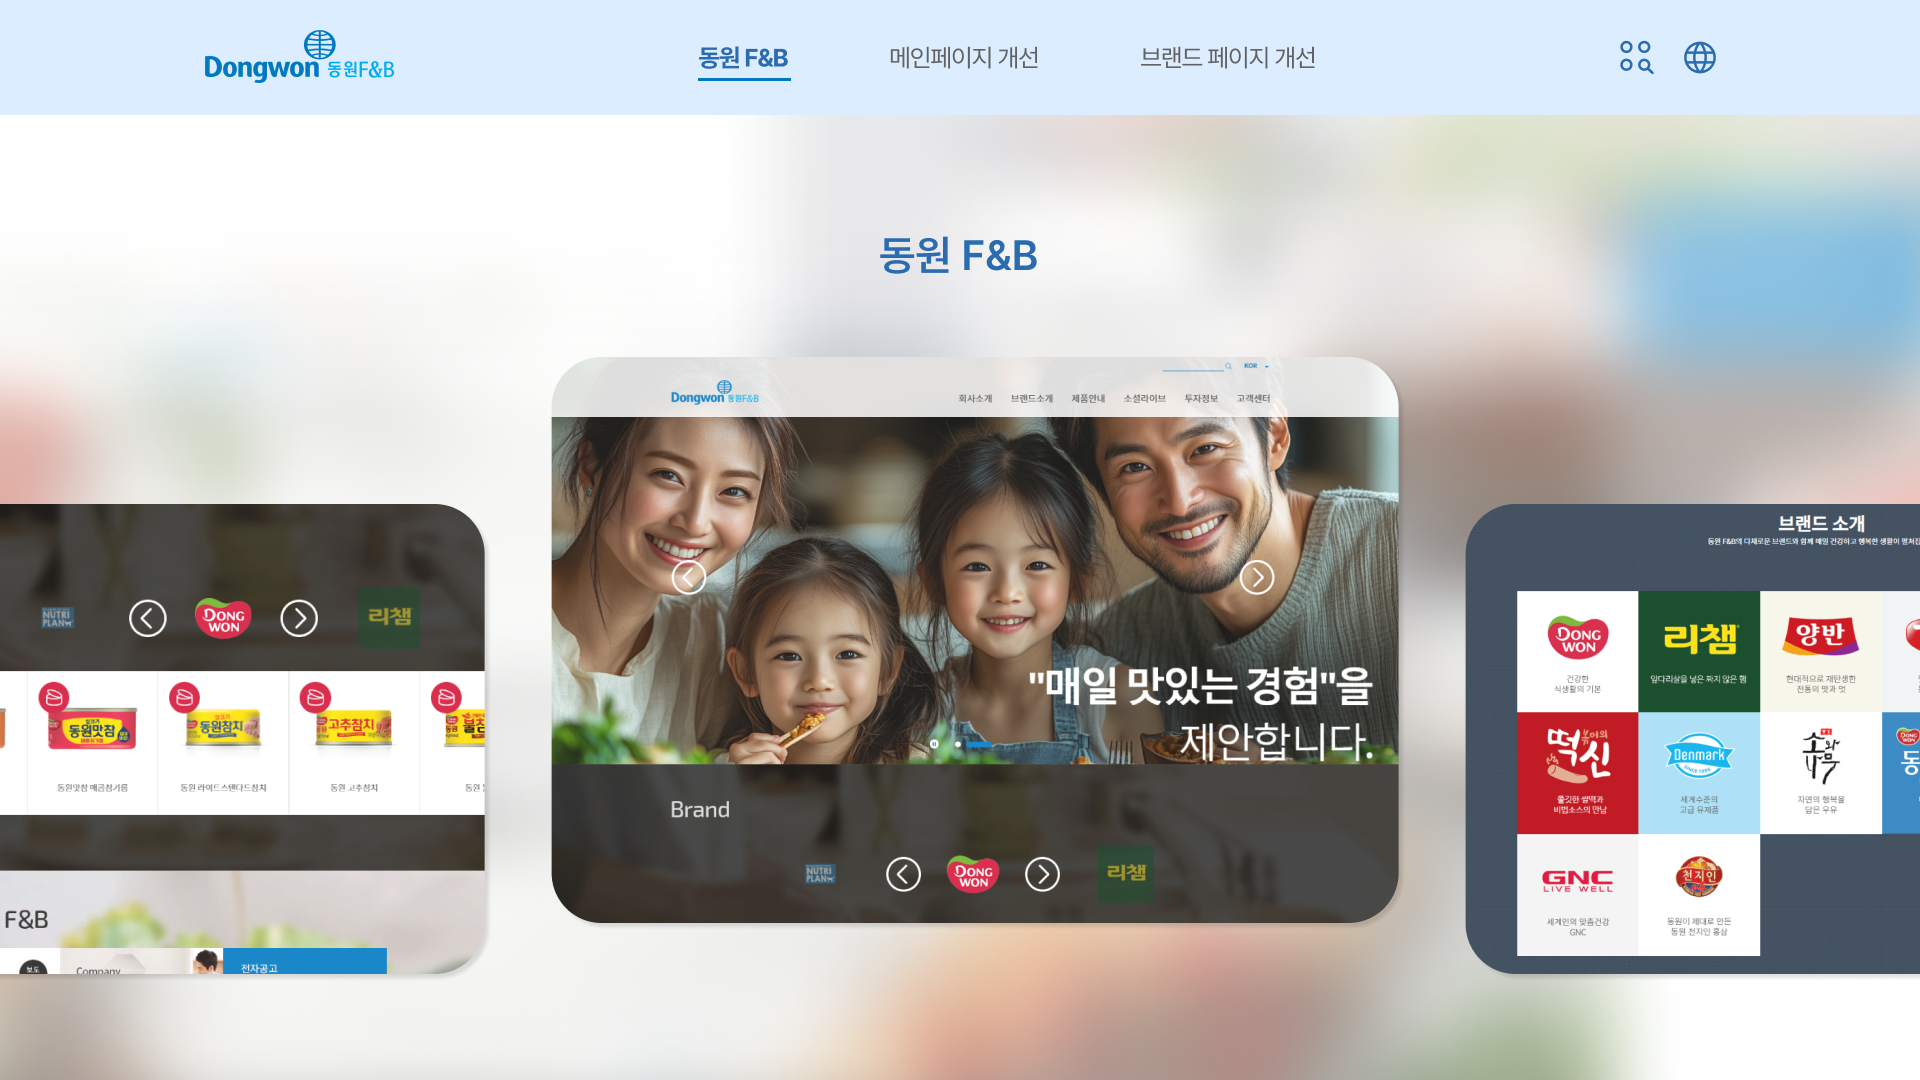 Dongwon 동원F&B
동원 F&B
메인페이지 개선
브랜드 페이지 개선
동원 F&B
KOR
Dongwon 동원F&B
회사소개 브랜드소개 제품안내 소셜라이브 투자정보 고객센터
"매일 맛있는 경험"을
제안합니다.
Brand
NUTRI PLAN
DONG WON
리챔
NUTRI PLAN
DONG WON
리챔
동원맛참
동원참치
고추참치
동원맛참 매콤참기름
동원 라이트스탠다드참치
동원 고추참치
동원
F&B
보도
Company
전자공고
브랜드 소개
동원 F&B의 다채로운 브랜드와 함께 매일 건강하고 행복한 생활이
DONG WON
건강한
식생활의 기본
리챔
앞다리살을 넣은 짜지 않은 햄
양반
현대적으로 재탄생한
전통의 맛과 멋
떡볶이의신
쫄깃한 쌀떡과
비법소스의 만남
Denmark
SINCE 1985
세계수준의
고급 유제품
소와나무
자연의 행복을
담은 우유
DONG WON
동
GNC
LIVE WELL
세계인의 맞춤건강
GNC
천지인
동원이 제대로 만든
동원 천지인 홍삼